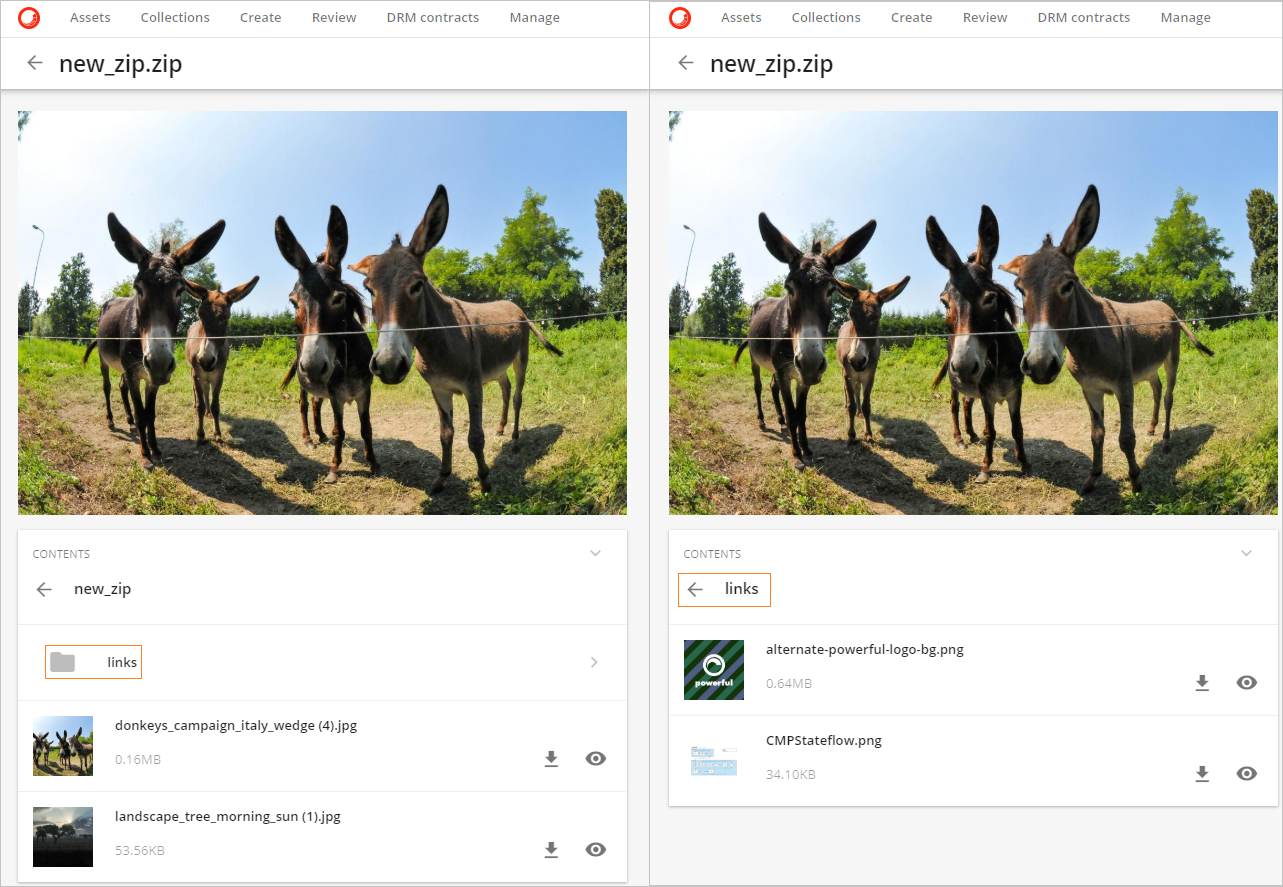 Assets Collections Create Review DRM contracts Manage
new_zip.zip
CONTENTS
new_zip
links
donkeys_campaign_italy_wedge (4).jpg
0.16MB
landscape_tree_morning_sun (1).jpg
53.56KB
Assets Collections Create Review DRM contracts Manage
new_zip.zip
CONTENTS
links
powerful
alternate-powerful-logo-bg.png
0.64MB
CMPStateflow.png
34.10KB